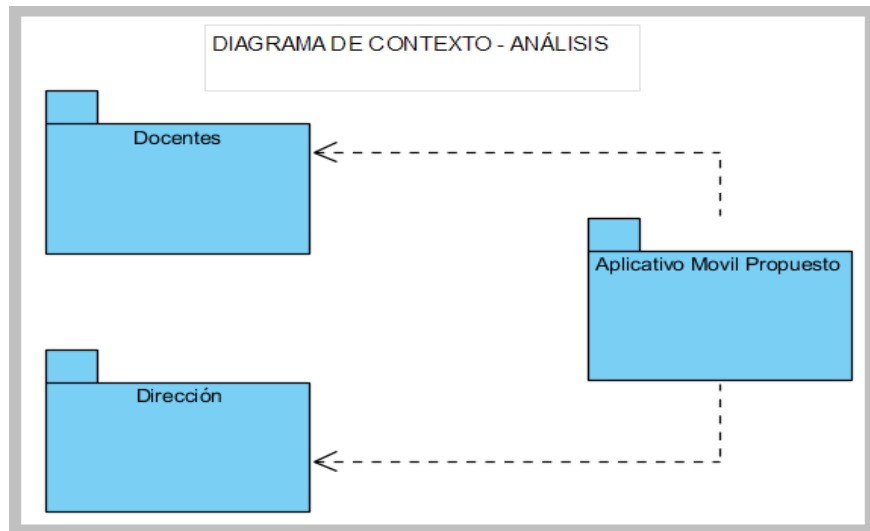 DIAGRAMA DE CONTEXTO - ANÁLISIS
Docentes
Aplicativo Movil Propuesto
Dirección